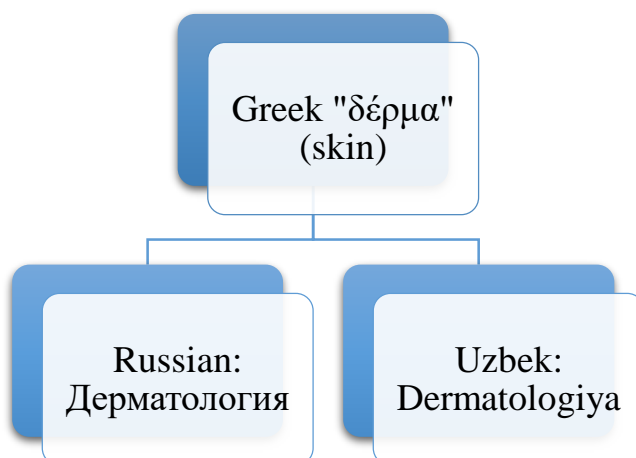 Greek "δέρμα"
(skin)
Russian:
Дерматология
Uzbek:
Dermatologiya